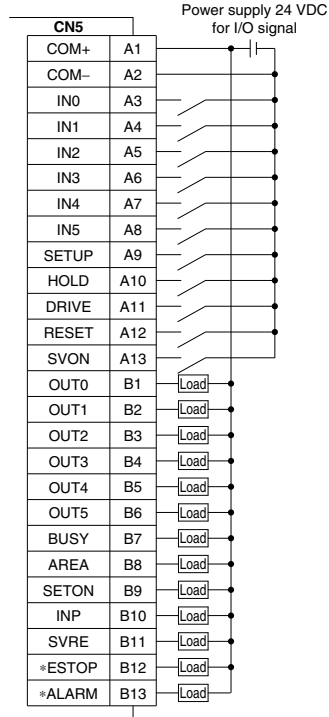 Power supply 24 VDC
for I/O signal
CN5
COM+ A1
COM– A2
IN0 A3
IN1 A4
IN2 A5
IN3 A6
IN4 A7
IN5 A8
SETUP A9
HOLD A10
DRIVE A11
RESET A12
SVON A13
OUT0 B1 Load
OUT1 B2 Load
OUT2 B3 Load
OUT3 B4 Load
OUT4 B5 Load
OUT5 B6 Load
BUSY B7 Load
AREA B8 Load
SETON B9 Load
INP B10 Load
SVRE B11 Load
∗ESTOP B12 Load
∗ALARM B13 Load